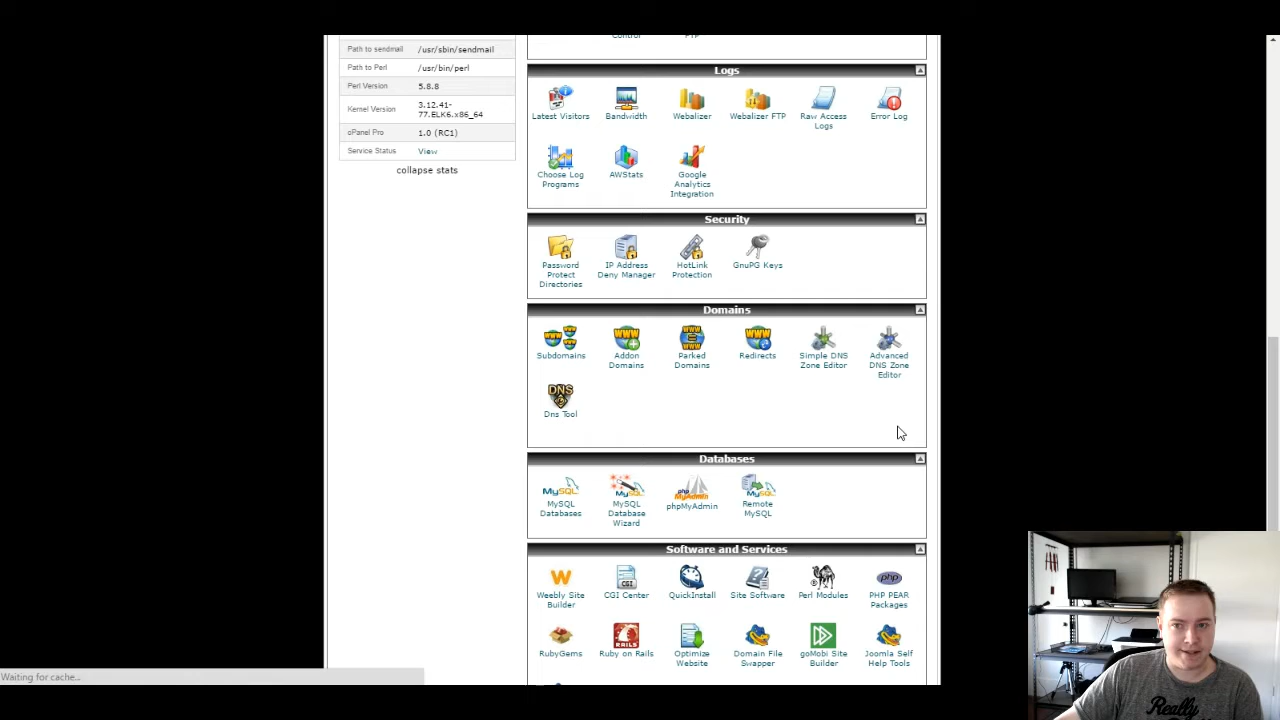 Control
FTP
Path to sendmail /usr/sbin/sendmail
Path to Perl /usr/bin/perl
Perl Version 5.8.8
Kernel Version 3.12.41-
77.ELK6.x86_64
cPanel Pro 1.0 (RC1)
Service Status View
collapse stats
Logs
Latest Visitors
Bandwidth
Webalizer
Webalizer FTP
Raw Access
Logs
Error Log
Choose Log
Programs
AWStats
Google
Analytics
Integration
Security
Password
Protect
Directories
IP Address
Deny Manager
HotLink
Protection
GnuPG Keys
Domains
Subdomains
Addon
Domains
Parked
Domains
Redirects
Simple DNS
Zone Editor
Advanced
DNS Zone
Editor
DNS
Dns Tool
Databases
MySQL
Databases
MySQL
Database
Wizard
phpMyAdmin
Remote
MySQL
Software and Services
Weebly Site
Builder
CGI Center
QuickInstall
Site Software
Perl Modules
PHP PEAR
Packages
RubyGems
Ruby on Rails
Optimize
Website
Domain File
Swapper
goMobi Site
Builder
Joomla Self
Help Tools
Waiting for cache...
Really